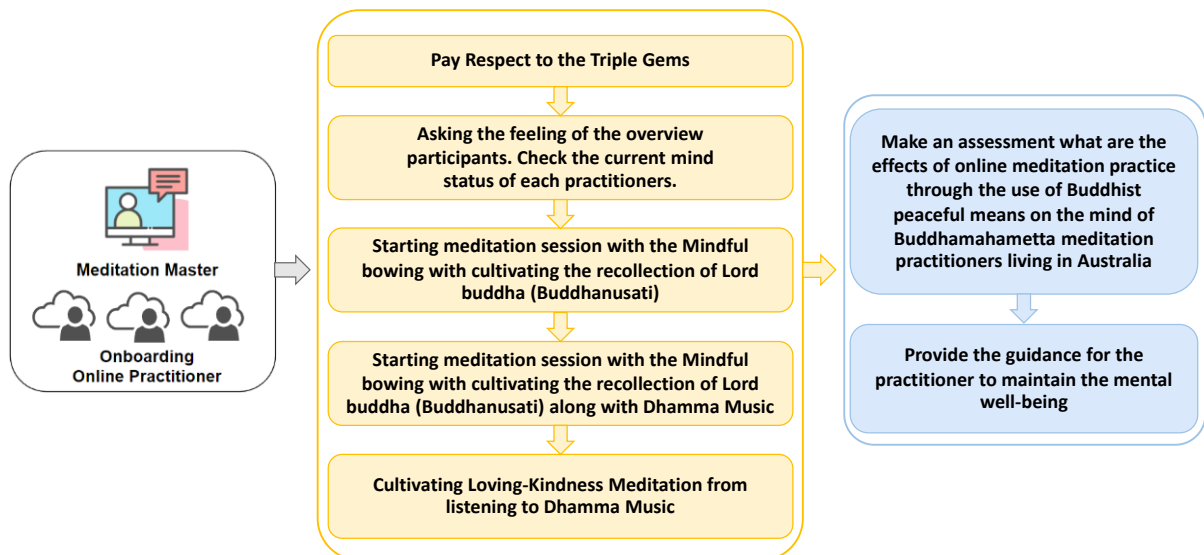 Meditation Master
Onboarding
Online Practitioner
Pay Respect to the Triple Gems
Asking the feeling of the overview
participants. Check the current mind
status of each practitioners.
Starting meditation session with the Mindful
bowing with cultivating the recollection of Lord
buddha (Buddhanusati)
Starting meditation session with the Mindful
bowing with cultivating the recollection of Lord
buddha (Buddhanusati) along with Dhamma Music
Cultivating Loving-Kindness Meditation from
listening to Dhamma Music
Make an assessment what are the
effects of online meditation practice
through the use of Buddhist
peaceful means on the mind of
Buddhamahametta meditation
practitioners living in Australia
Provide the guidance for the
practitioner to maintain the mental
well-being